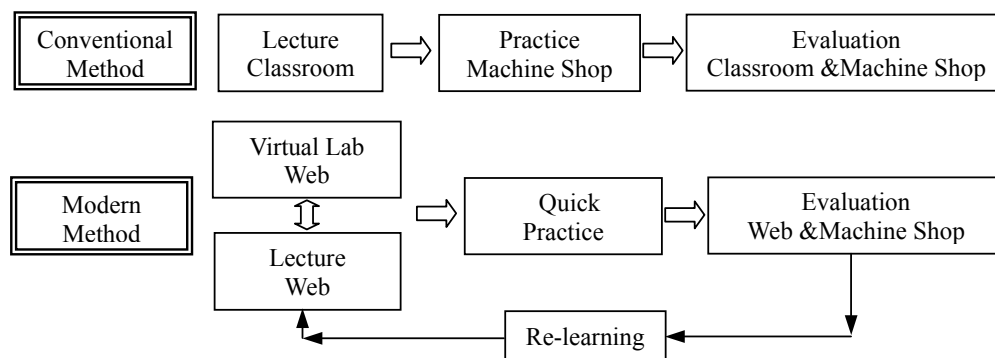 Conventional
Method
Lecture
Classroom
Practice
Machine Shop
Evaluation
Classroom &Machine Shop
Modern
Method
Virtual Lab
Web
Lecture
Web
Quick
Practice
Evaluation
Web &Machine Shop
Re-learning